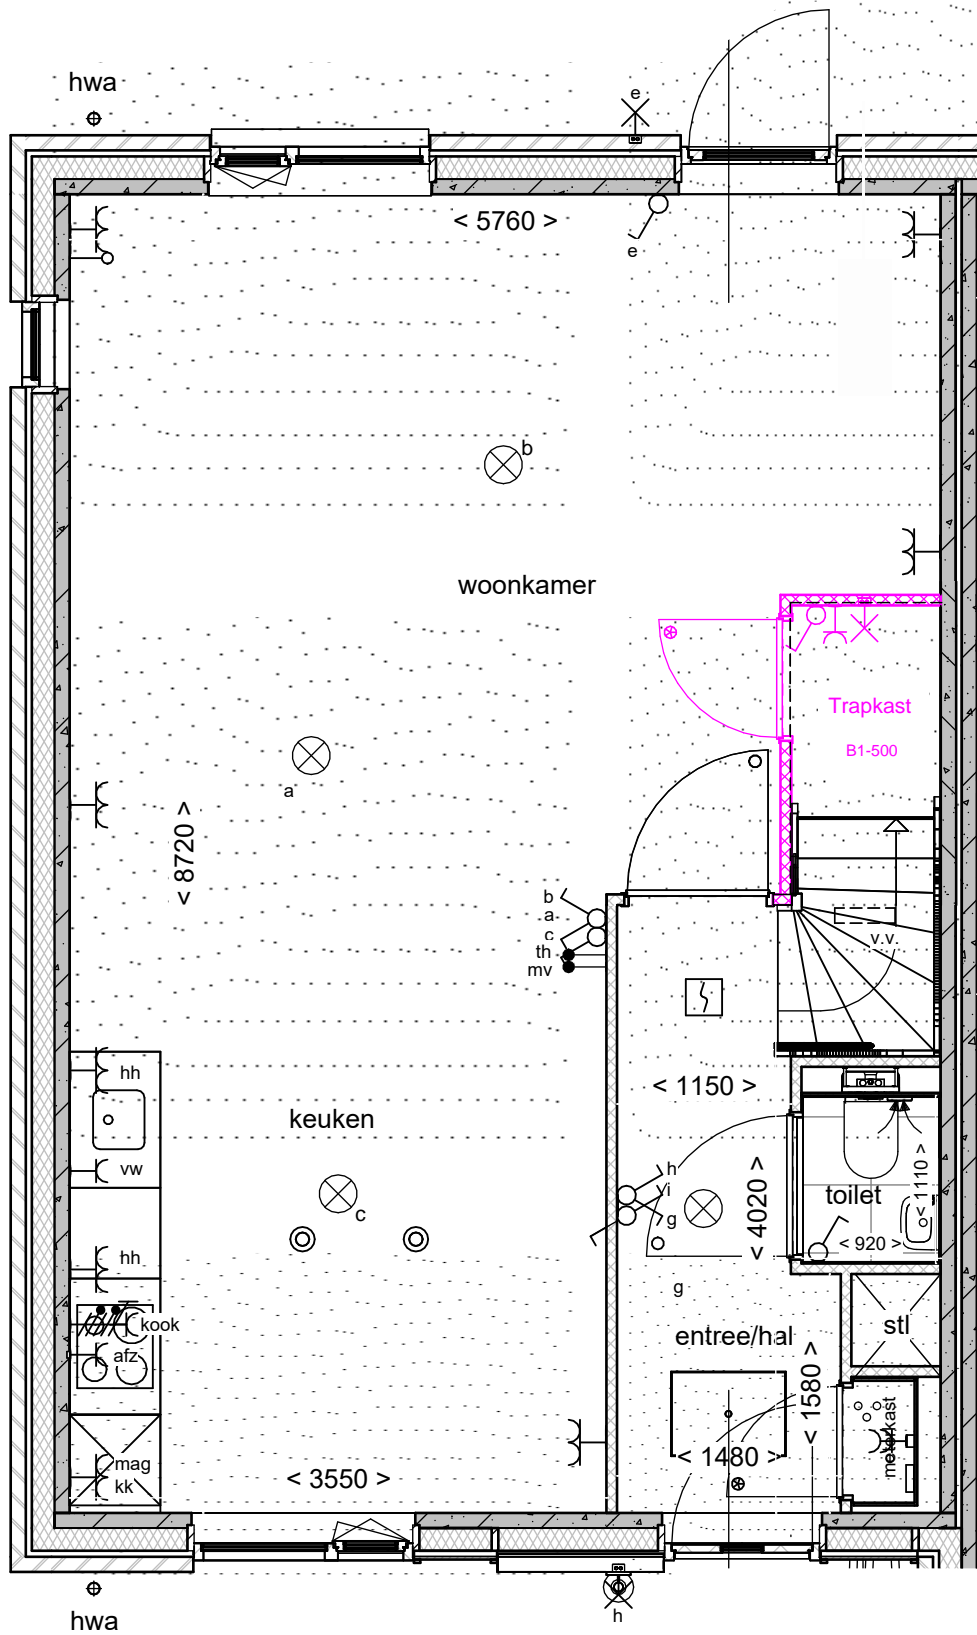 hwa
e
< 5760 >
e
b
woonkamer
Trapkast
B1-500
a
< 8720 >
b
a
c
th
mv
v.v.
hh
< 1150 >
keuken
vw
h
i
g
c
< 4020 >
toilet
< 1110 >
< 920 >
hh
g
kook
afz
entree/hal
stl
< 1580 >
meterkast
mag
kk
< 3550 >
< 1480 >
h
hwa